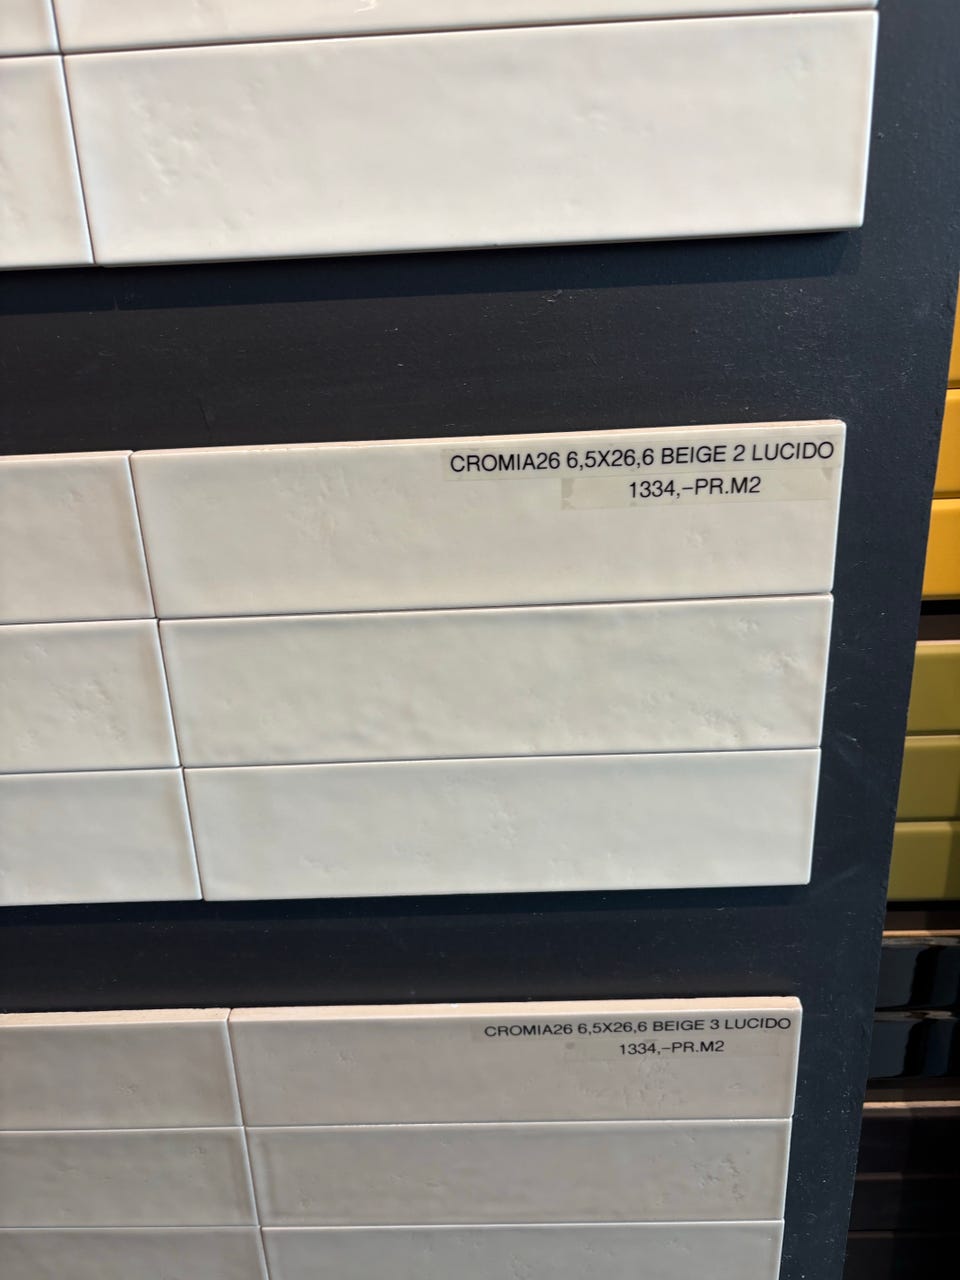 CROMIA26 6,5X26,6 BEIGE 2 LUCIDO
1334,-PR.M2
CROMIA26 6,5X26,6 BEIGE 3 LUCIDO
1334,-PR.M2